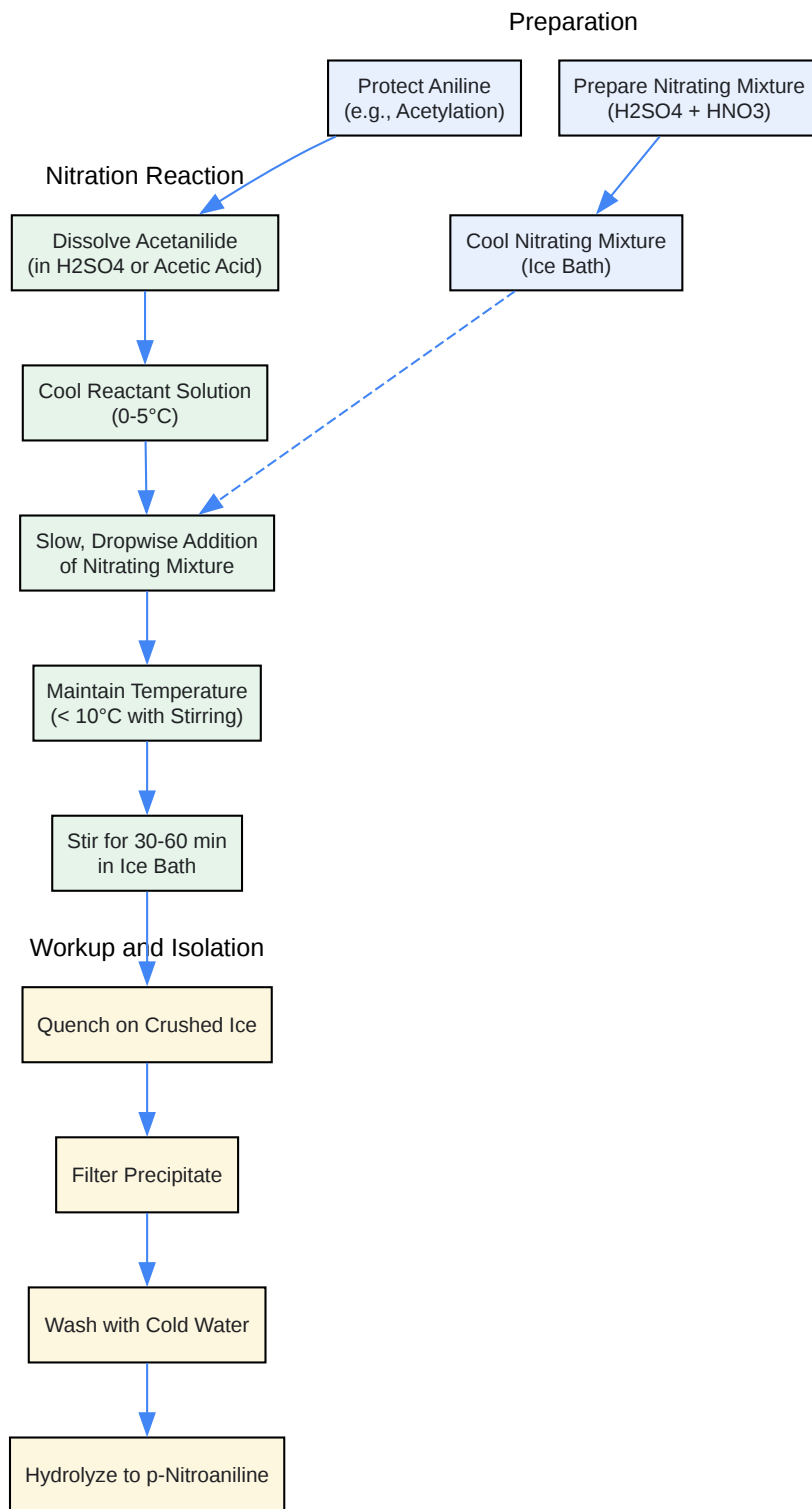 Preparation
Protect Aniline
(e.g., Acetylation)
Prepare Nitrating Mixture
(H2SO4 + HNO3)
Nitration Reaction
Dissolve Acetanilide
(in H2SO4 or Acetic Acid)
Cool Nitrating Mixture
(Ice Bath)
Cool Reactant Solution
(0-5°C)
Slow, Dropwise Addition
of Nitrating Mixture
Maintain Temperature
(< 10°C with Stirring)
Stir for 30-60 min
in Ice Bath
Workup and Isolation
Quench on Crushed Ice
Filter Precipitate
Wash with Cold Water
Hydrolyze to p-Nitroaniline